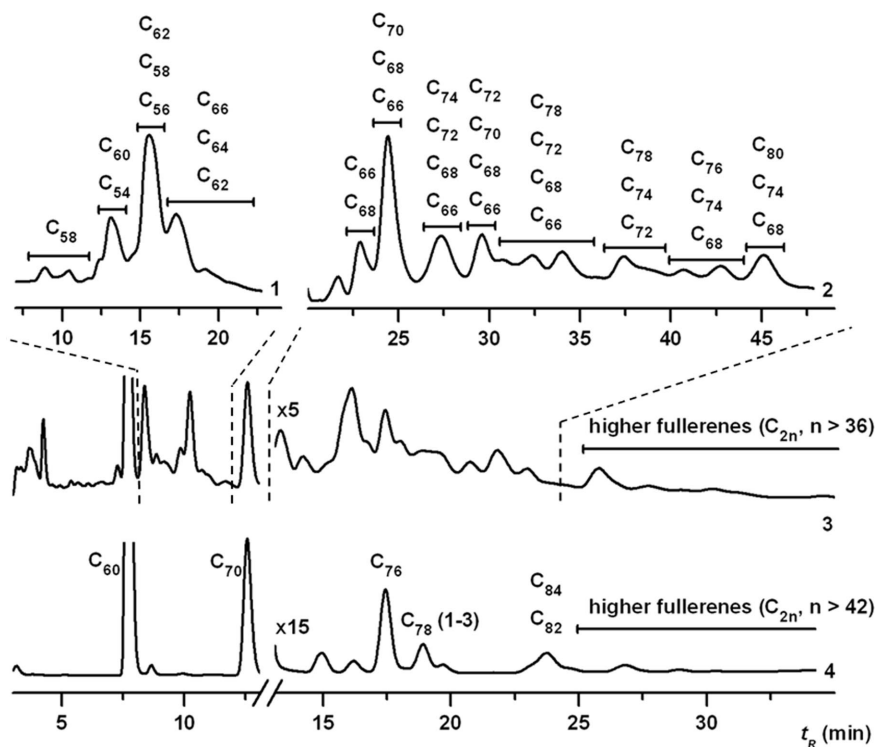 C62
C58
C56
C60
C54
C66
C64
C62
C58
1
10 15 20
C70
C68
C66
C66
C68
C74
C72
C68
C66
C72
C70
C68
C66
C78
C72
C68
C66
C78
C74
C72
C76
C74
C68
C80
C74
C68
2
25 30 35 40 45
x5
higher fullerenes (C2n, n > 36)
3
C60
C70
x15
C76
C78 (1-3)
C84
C82
higher fullerenes (C2n, n > 42)
4
5 10 15 20 25 30
tR (min)